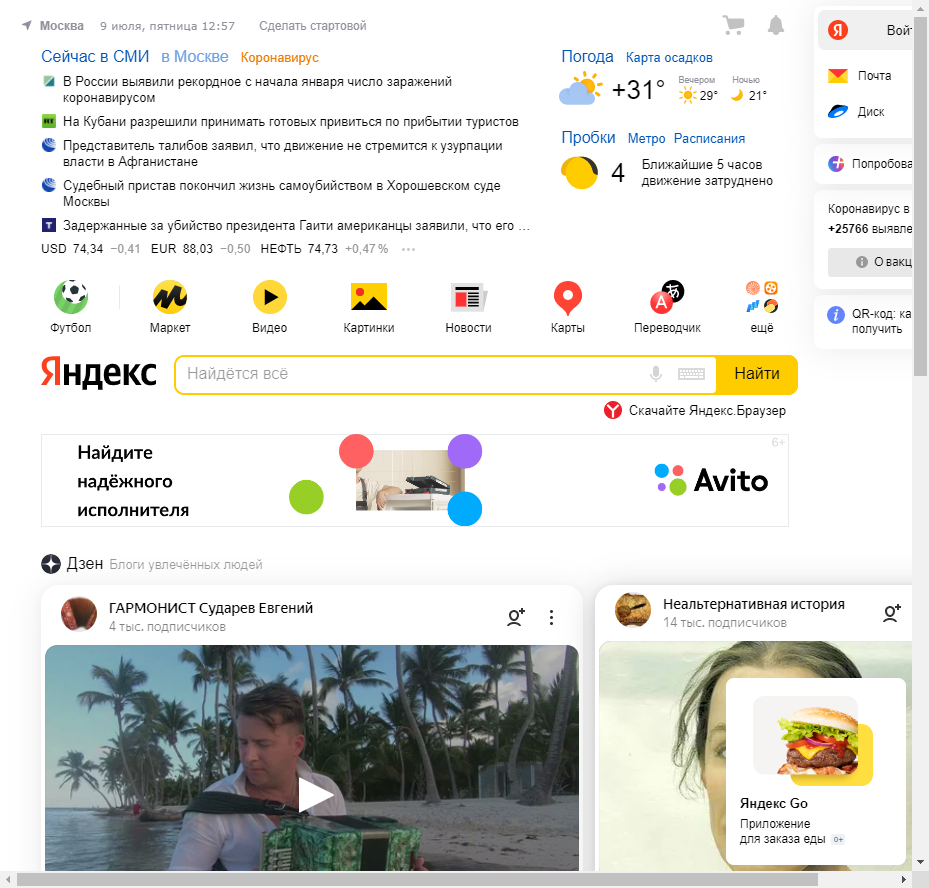 Москва 9 июля, пятница 12:57 Сделать стартовой
Сейчас в СМИ в Москве Коронавирус
В России выявили рекордное с начала января число заражений
коронавирусом
На Кубани разрешили принимать готовых привиться по прибытии туристов
Представитель талибов заявил, что движение не стремится к узурпации
власти в Афганистане
Судебный пристав покончил жизнь самоубийством в Хорошевском суде
Москвы
Задержанные за убийство президента Гаити американцы заявили, что его ...
USD 74,34 −0,41 EUR 88,03 −0,50 НЕФТЬ 74,73 +0,47 % •••
Погода Карта осадков
+31° Вечером 29° Ночью 21°
Пробки Метро Расписания
4 Ближайшие 5 часов
движение затруднено
Я Войт
Почта
Диск
Попробова
Коронавирус в
+25766 выявле
О вакц
QR-код: ка
получить
Футбол Маркет Видео Картинки Новости Карты Переводчик ещё
Яндекс Найдётся всё Найти
Скачайте Яндекс.Браузер
Найдите
надёжного
исполнителя
Avito
6+
Дзен Блоги увлечённых людей
ГАРМОНИСТ Сударев Евгений
4 тыс. подписчиков
Неальтернативная история
14 тыс. подписчиков
Яндекс Go
Приложение
для заказа еды 0+